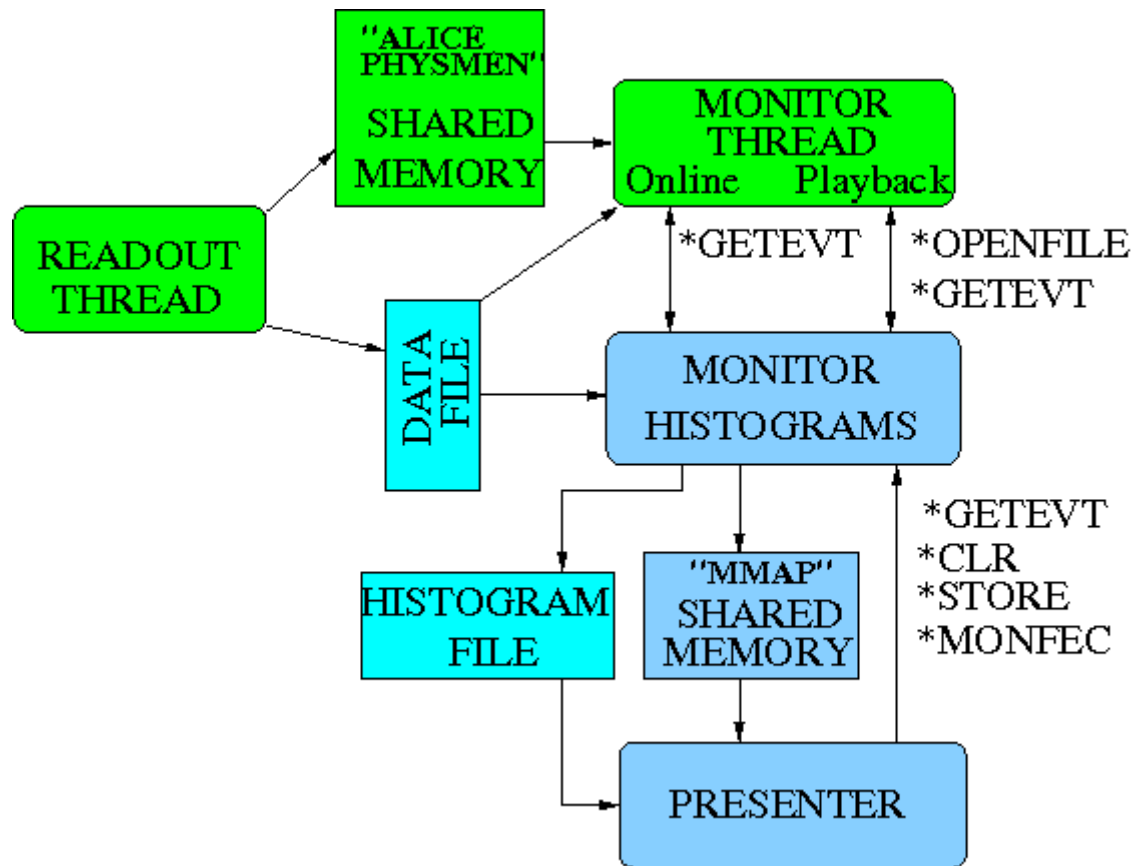 "ALICE
PHYSMEN"
SHARED
MEMORY
MONITOR
THREAD
Online Playback
READOUT
THREAD
*GETEVT
*OPENFILE
*GETEVT
DATA
FILE
MONITOR
HISTOGRAMS
*GETEVT
*CLR
*STORE
*MONFEC
HISTOGRAM
FILE
"MMAP"
SHARED
MEMORY
PRESENTER